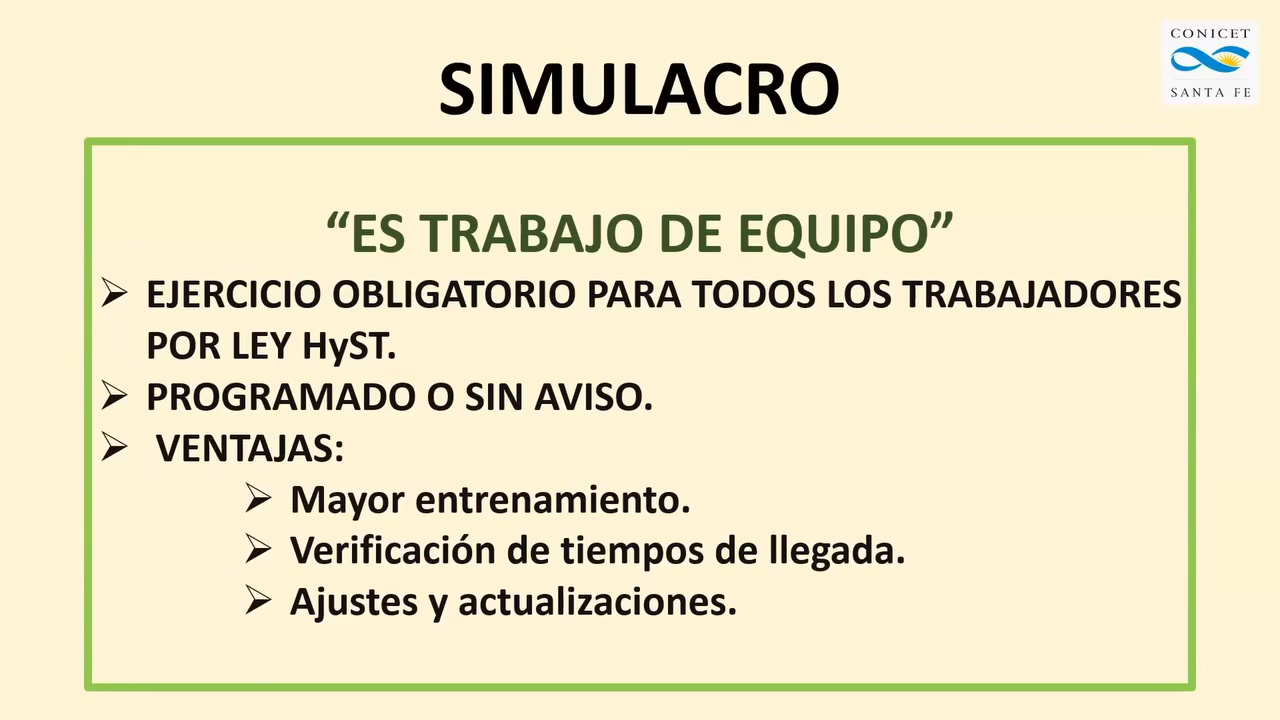 CONICET
SANTA FE
SIMULACRO
“ES TRABAJO DE EQUIPO”
➢ EJERCICIO OBLIGATORIO PARA TODOS LOS TRABAJADORES
POR LEY HyST.
➢ PROGRAMADO O SIN AVISO.
➢ VENTAJAS:
➢ Mayor entrenamiento.
➢ Verificación de tiempos de llegada.
➢ Ajustes y actualizaciones.